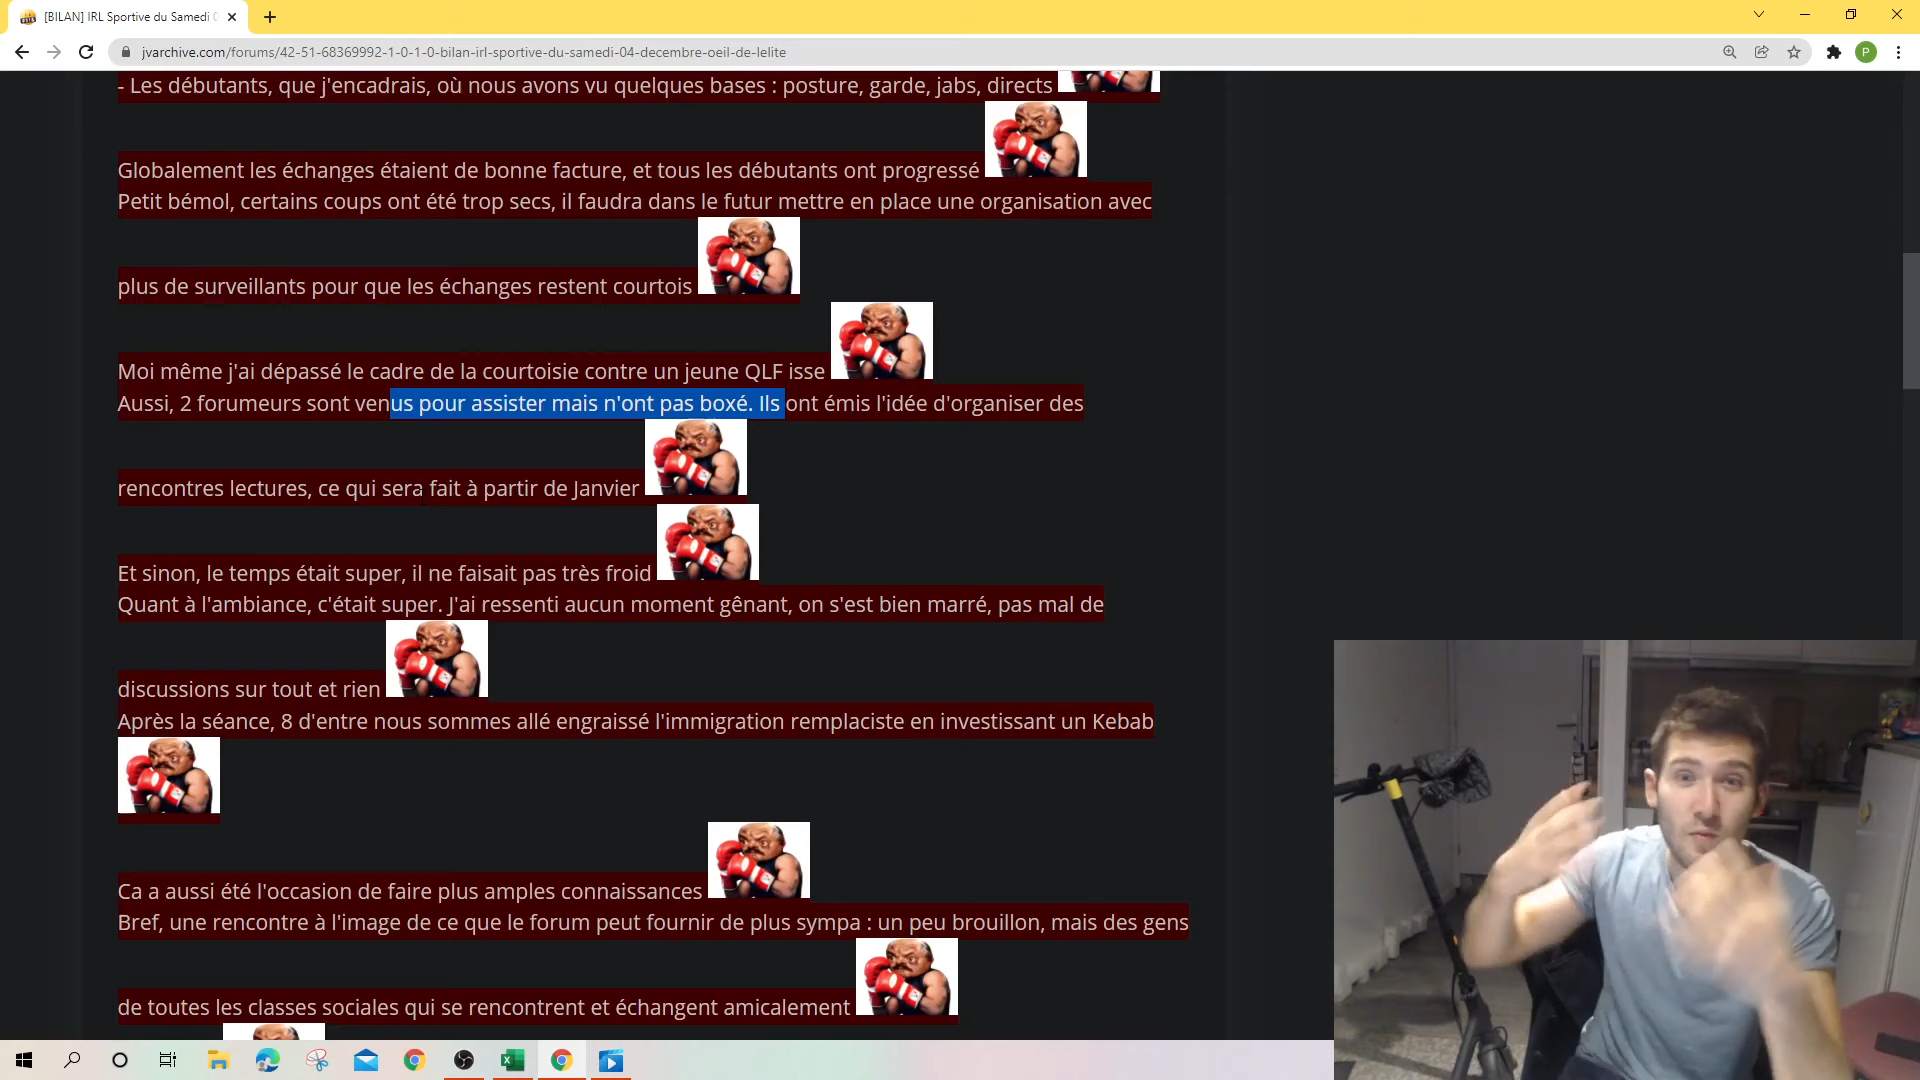 [BILAN] IRL Sportive du Samedi 0
jvarchive.com/forums/42-51-68369992-1-0-1-0-bilan-irl-sportive-du-samedi-04-decembre-oeil-de-lelite
P
- Les débutants, que j'encadrais, où nous avons vu quelques bases : posture, garde, jabs, directs
Globalement les échanges étaient de bonne facture, et tous les débutants ont progressé
Petit bémol, certains coups ont été trop secs, il faudra dans le futur mettre en place une organisation avec
plus de surveillants pour que les échanges restent courtois
Moi même j'ai dépassé le cadre de la courtoisie contre un jeune QLF isse
Aussi, 2 forumeurs sont venus pour assister mais n'ont pas boxé. Ils ont émis l'idée d'organiser des
rencontres lectures, ce qui sera fait à partir de Janvier
Et sinon, le temps était super, il ne faisait pas très froid
Quant à l'ambiance, c'était super. J'ai ressenti aucun moment gênant, on s'est bien marré, pas mal de
discussions sur tout et rien
Après la séance, 8 d'entre nous sommes allé engraissé l'immigration remplaciste en investissant un Kebab
Ca a aussi été l'occasion de faire plus amples connaissances
Bref, une rencontre à l'image de ce que le forum peut fournir de plus sympa : un peu brouillon, mais des gens
de toutes les classes sociales qui se rencontrent et échangent amicalement